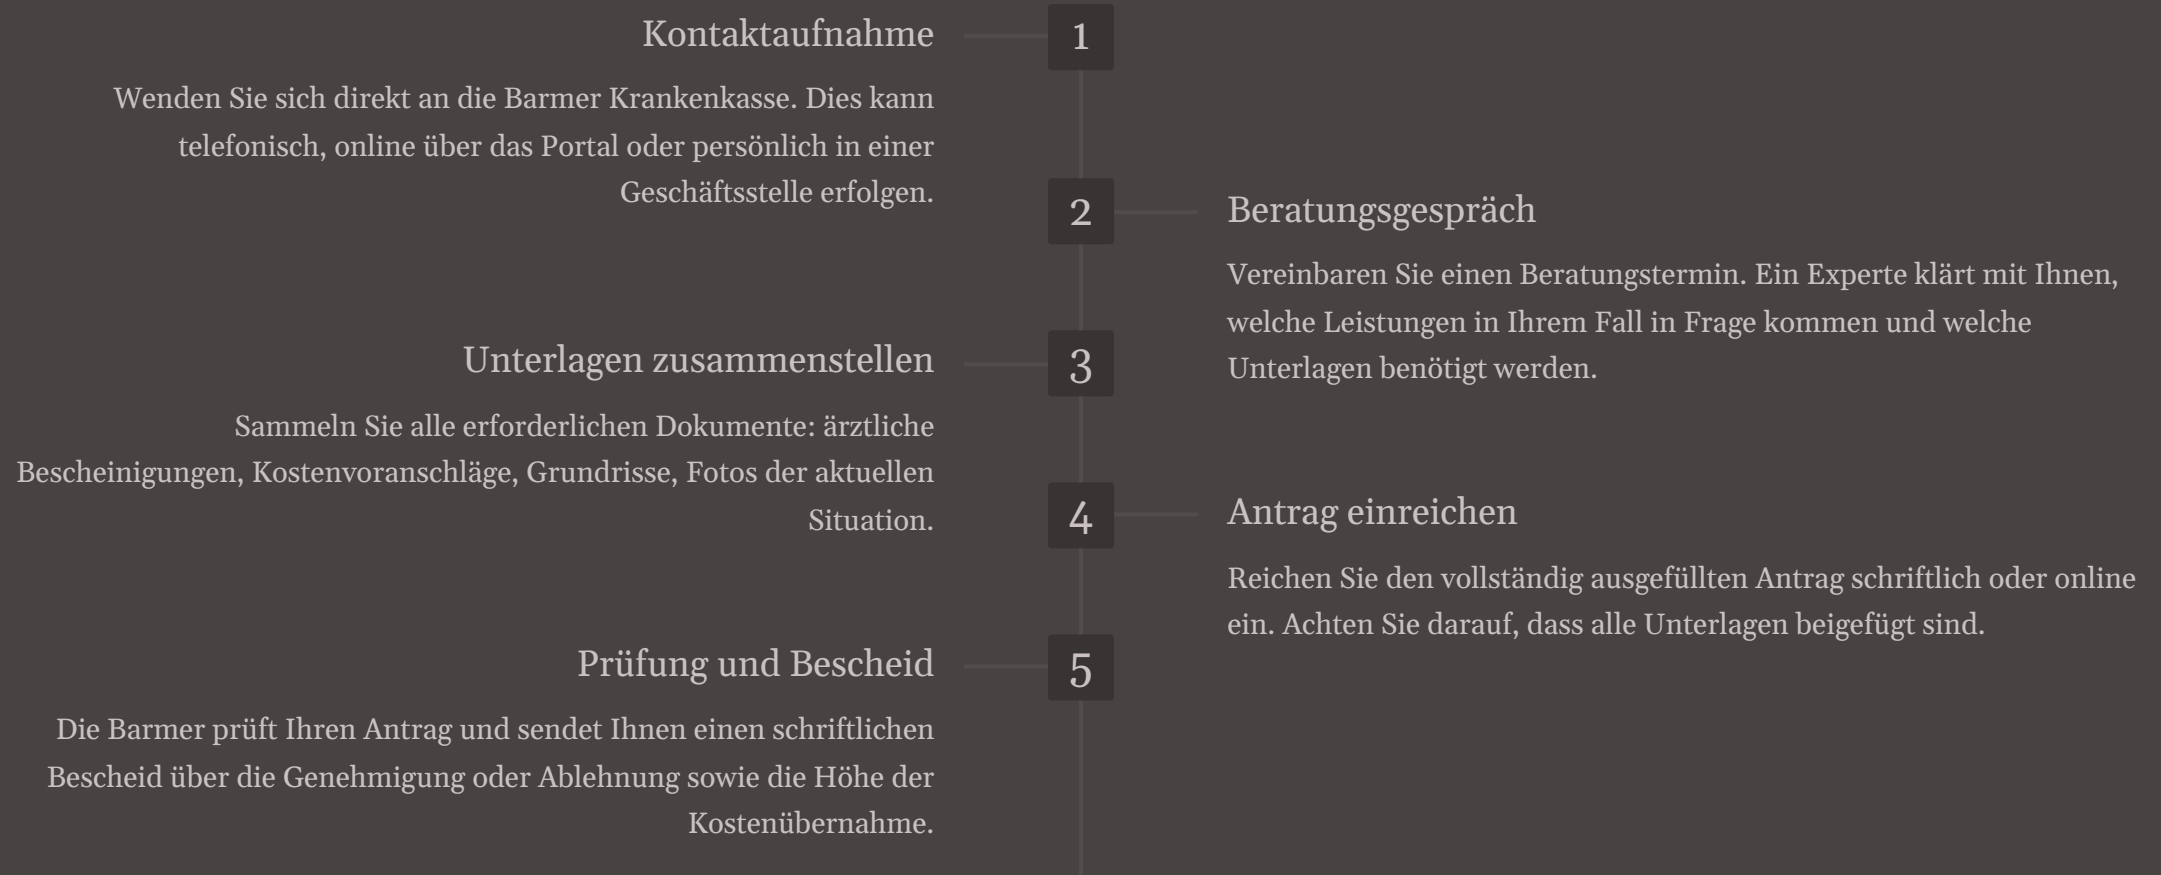 Kontaktaufnahme
1
Wenden Sie sich direkt an die Barmer Krankenkasse. Dies kann
telefonisch, online über das Portal oder persönlich in einer
Geschäftsstelle erfolgen.
2
Beratungsgespräch
Vereinbaren Sie einen Beratungstermin. Ein Experte klärt mit Ihnen,
welche Leistungen in Ihrem Fall in Frage kommen und welche
Unterlagen benötigt werden.
Unterlagen zusammenstellen
3
Sammeln Sie alle erforderlichen Dokumente: ärztliche
Bescheinigungen, Kostenvoranschläge, Grundrisse, Fotos der aktuellen
Situation.
4
Antrag einreichen
Reichen Sie den vollständig ausgefüllten Antrag schriftlich oder online
ein. Achten Sie darauf, dass alle Unterlagen beigefügt sind.
Prüfung und Bescheid
5
Die Barmer prüft Ihren Antrag und sendet Ihnen einen schriftlichen
Bescheid über die Genehmigung oder Ablehnung sowie die Höhe der
Kostenübernahme.